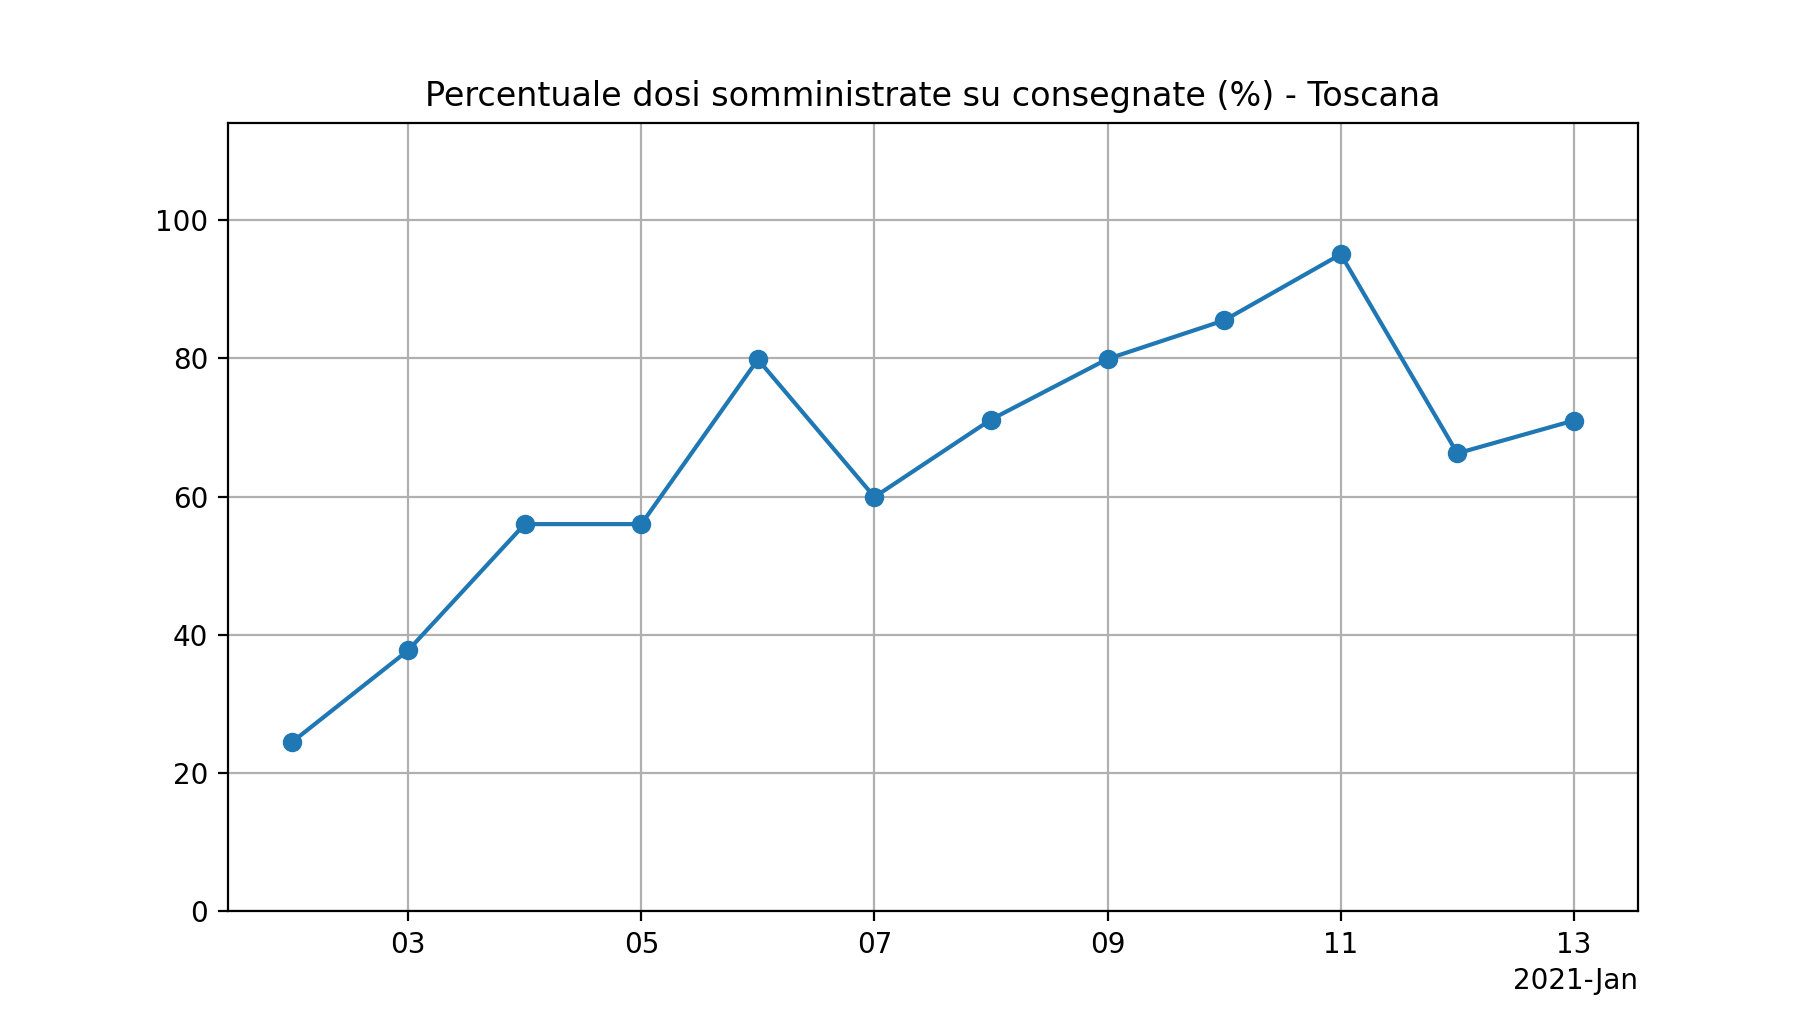 Percentuale dosi somministrate su consegnate (%) - Toscana
100
80
60
40
20
0
03 05 07 09 11 13
2021-Jan